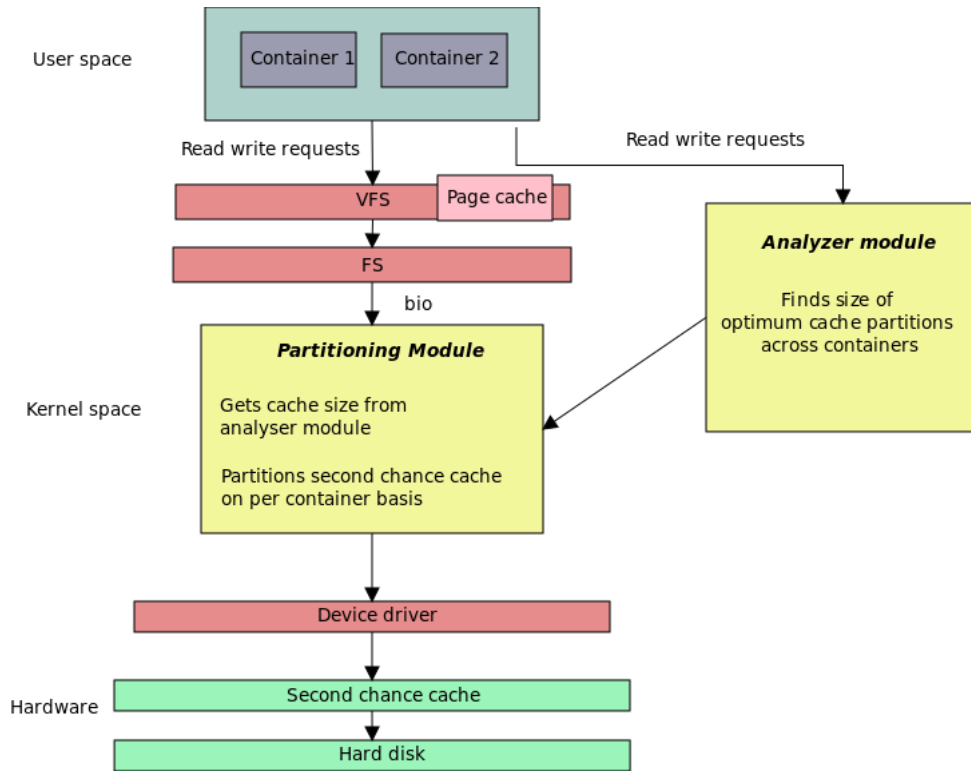 User space
Container 1
Container 2
Read write requests
Read write requests
VFS
Page cache
FS
bio
Analyzer module
Finds size of
optimum cache partitions
across containers
Partitioning Module
Kernel space
Gets cache size from
analyser module
Partitions second chance cache
on per container basis
Device driver
Hardware
Second chance cache
Hard disk